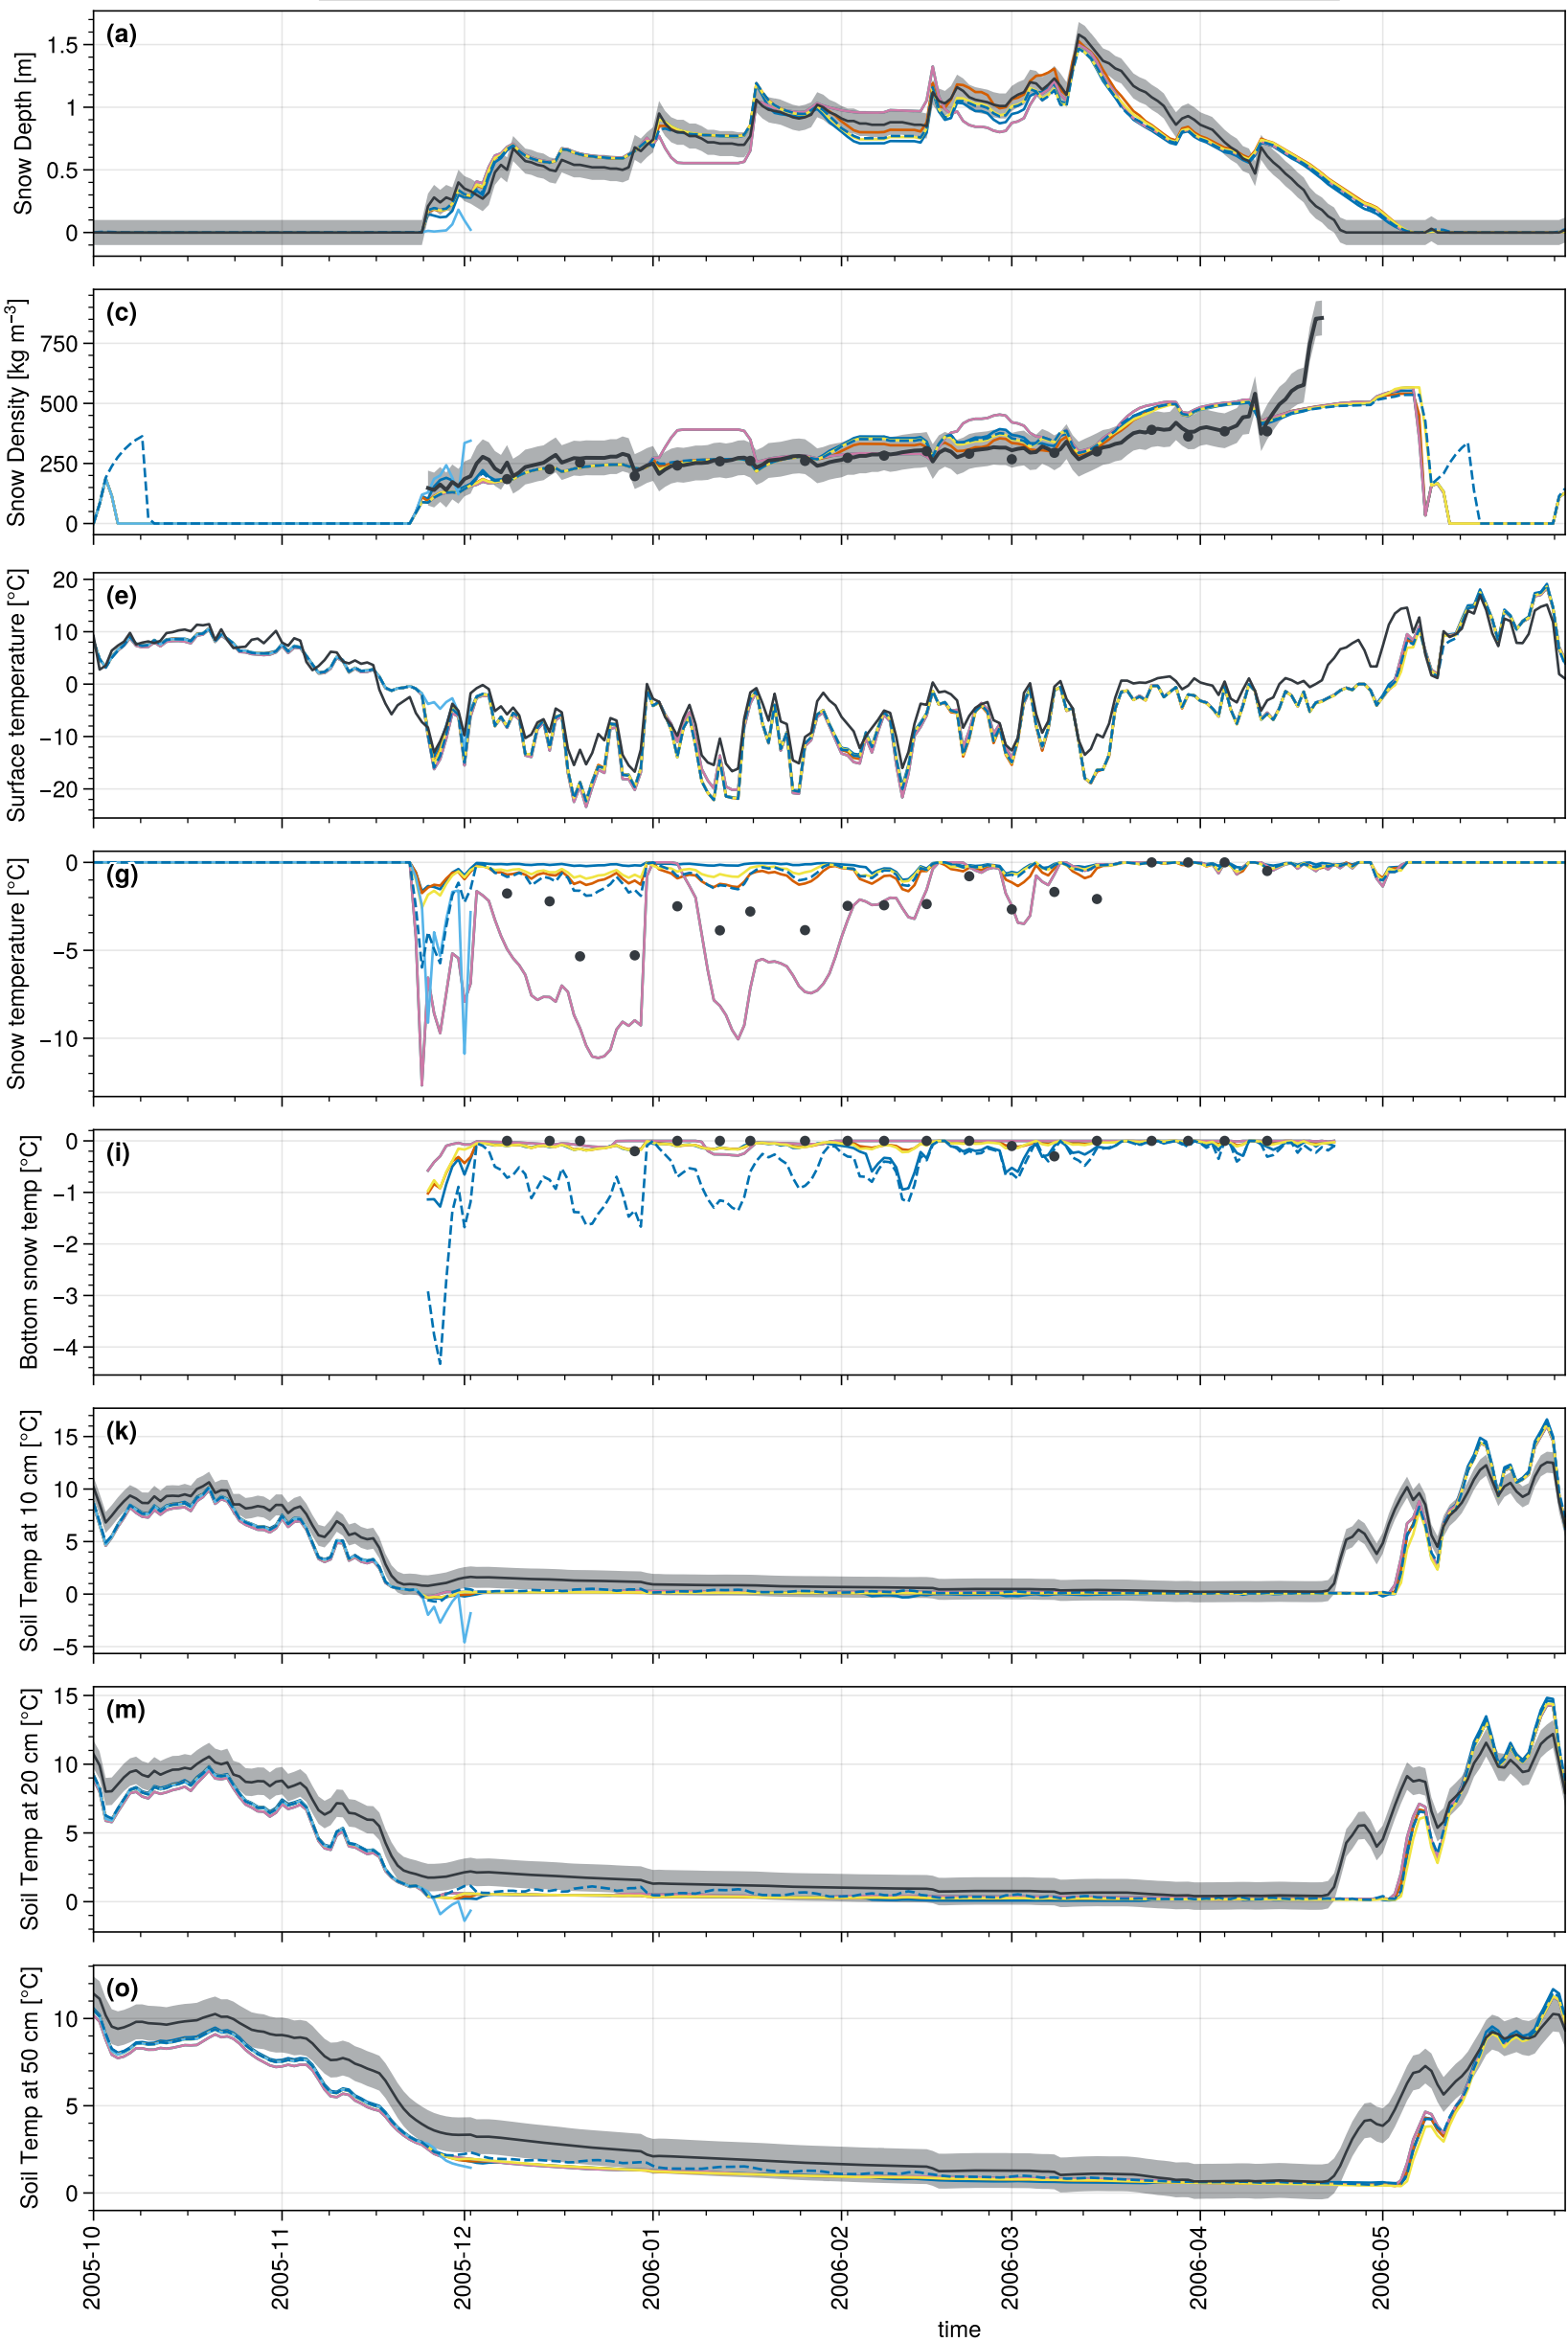 (a)
Snow Depth [m]
1.5
1
0.5
0
(c)
Snow Density [kg m⁻³]
750
500
250
0
(e)
Surface temperature [°C]
20
10
0
−10
−20
(g)
Snow temperature [°C]
0
−5
−10
(i)
Bottom snow temp [°C]
0
−1
−2
−3
−4
(k)
Soil Temp at 10 cm [°C]
15
10
5
0
−5
(m)
Soil Temp at 20 cm [°C]
15
10
5
0
(o)
Soil Temp at 50 cm [°C]
10
5
0
2005-10
2005-11
2005-12
2006-01
2006-02
2006-03
2006-04
2006-05
time